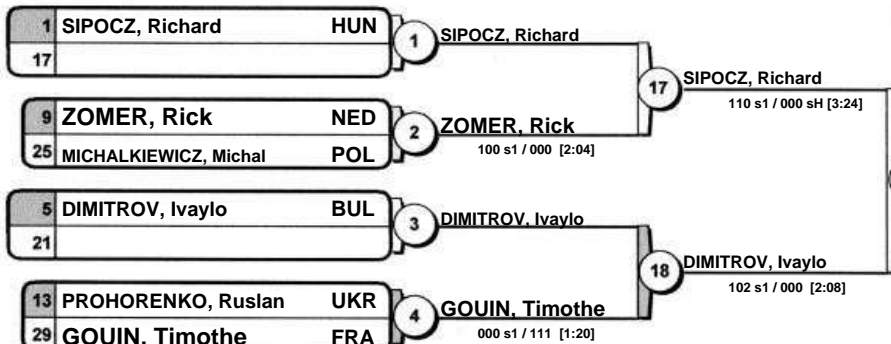 1 SIPOCZ, Richard HUN
17
1 SIPOCZ, Richard
9 ZOMER, Rick NED
25 MICHALKIEWICZ, Michal POL
2 ZOMER, Rick
100 s1 / 000 [2:04]
17 SIPOCZ, Richard
110 s1 / 000 sH [3:24]
5 DIMITROV, Ivaylo BUL
21
3 DIMITROV, Ivaylo
13 PROHORENKO, Ruslan UKR
29 GOUIN, Timothe FRA
4 GOUIN, Timothe
000 s1 / 111 [1:20]
18 DIMITROV, Ivaylo
102 s1 / 000 [2:08]